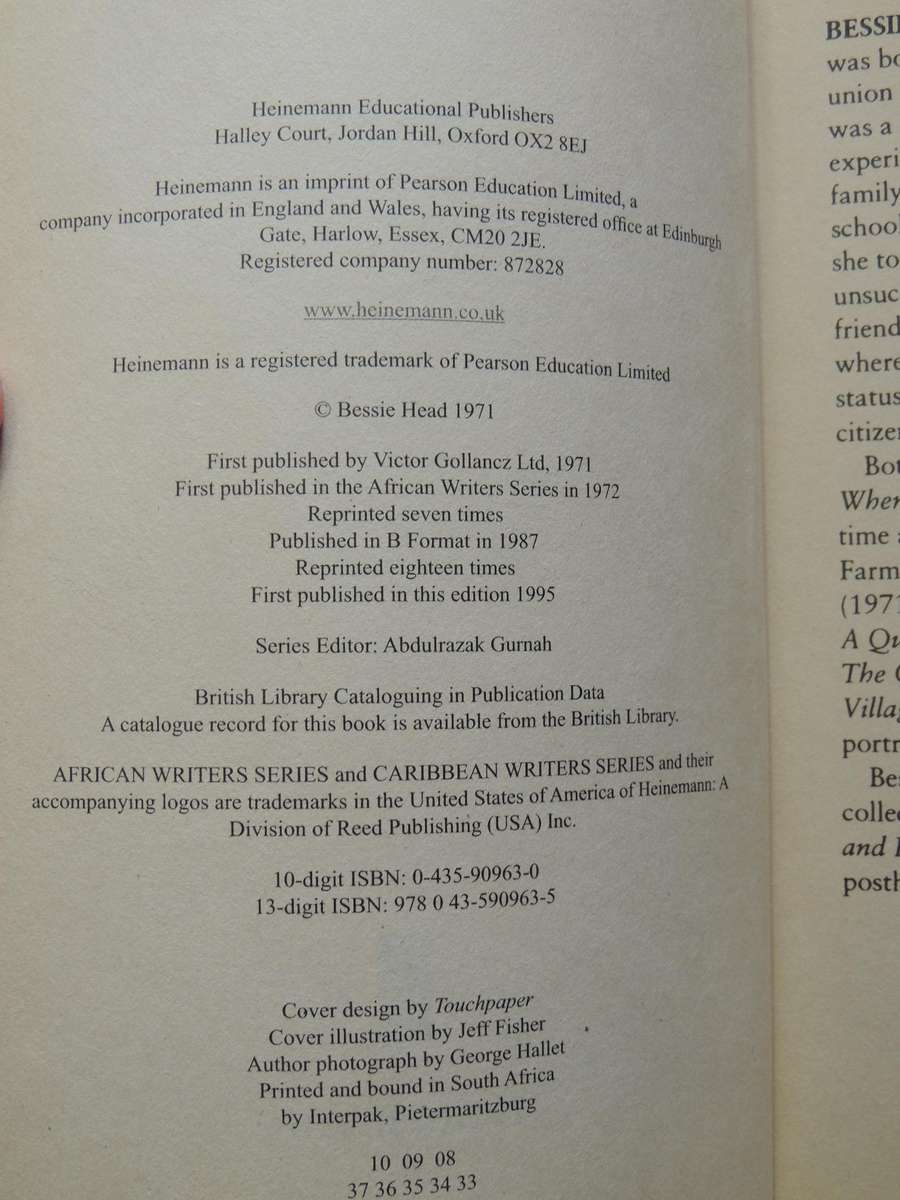 Heinemann Educational Publishers
Halley Court, Jordan Hill, Oxford OX2 8EJ
Heinemann is an imprint of Pearson Education Limited, a
company incorporated in England and Wales, having its registered office at Edinburgh
Gate, Harlow, Essex, CM20 2JE.
Registered company number: 872828
www.heinemann.co.uk
Heinemann is a registered trademark of Pearson Education Limited
© Bessie Head 1971
First published by Victor Gollancz Ltd, 1971
First published in the African Writers Series in 1972
Reprinted seven times
Published in B Format in 1987
Reprinted eighteen times
First published in this edition 1995
Series Editor: Abdulrazak Gurnah
British Library Cataloguing in Publication Data
A catalogue record for this book is available from the British Library.
AFRICAN WRITERS SERIES and CARIBBEAN WRITERS SERIES and their
accompanying logos are trademarks in the United States of America of Heinemann: A
Division of Reed Publishing (USA) Inc.
10-digit ISBN: 0-435-90963-0
13-digit ISBN: 978 0 43-590963-5
Cover design by Touchpaper
Cover illustration by Jeff Fisher
Author photograph by George Hallet
Printed and bound in South Africa
by Interpak, Pietermaritzburg
10 09 08
37 36 35 34 33
BESSI
was bo
union
was a
experi
family
school
she to
unsuc
friend
where
status
citizen
Bot
When
time a
Farm
(1971
A Qu
The C
Villag
portr
Bes
collec
and
posth